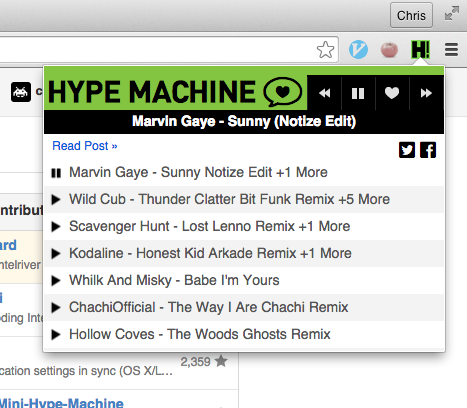 Chris
H!
HYPE MACHINE
Marvin Gaye - Sunny (Notize Edit)
Read Post »
Marvin Gaye - Sunny Notize Edit +1 More
Wild Cub - Thunder Clatter Bit Funk Remix +5 More
Scavenger Hunt - Lost Lenno Remix +1 More
Kodaline - Honest Kid Arkade Remix +1 More
Whilk And Misky - Babe I'm Yours
ChachiOfficial - The Way I Are Chachi Remix
Hollow Coves - The Woods Ghosts Remix
c
ntribut
ard
ntelriver
i
ding Inte
cation settings in sync (OS X/L...
2,359
Mini-Hype-Machine